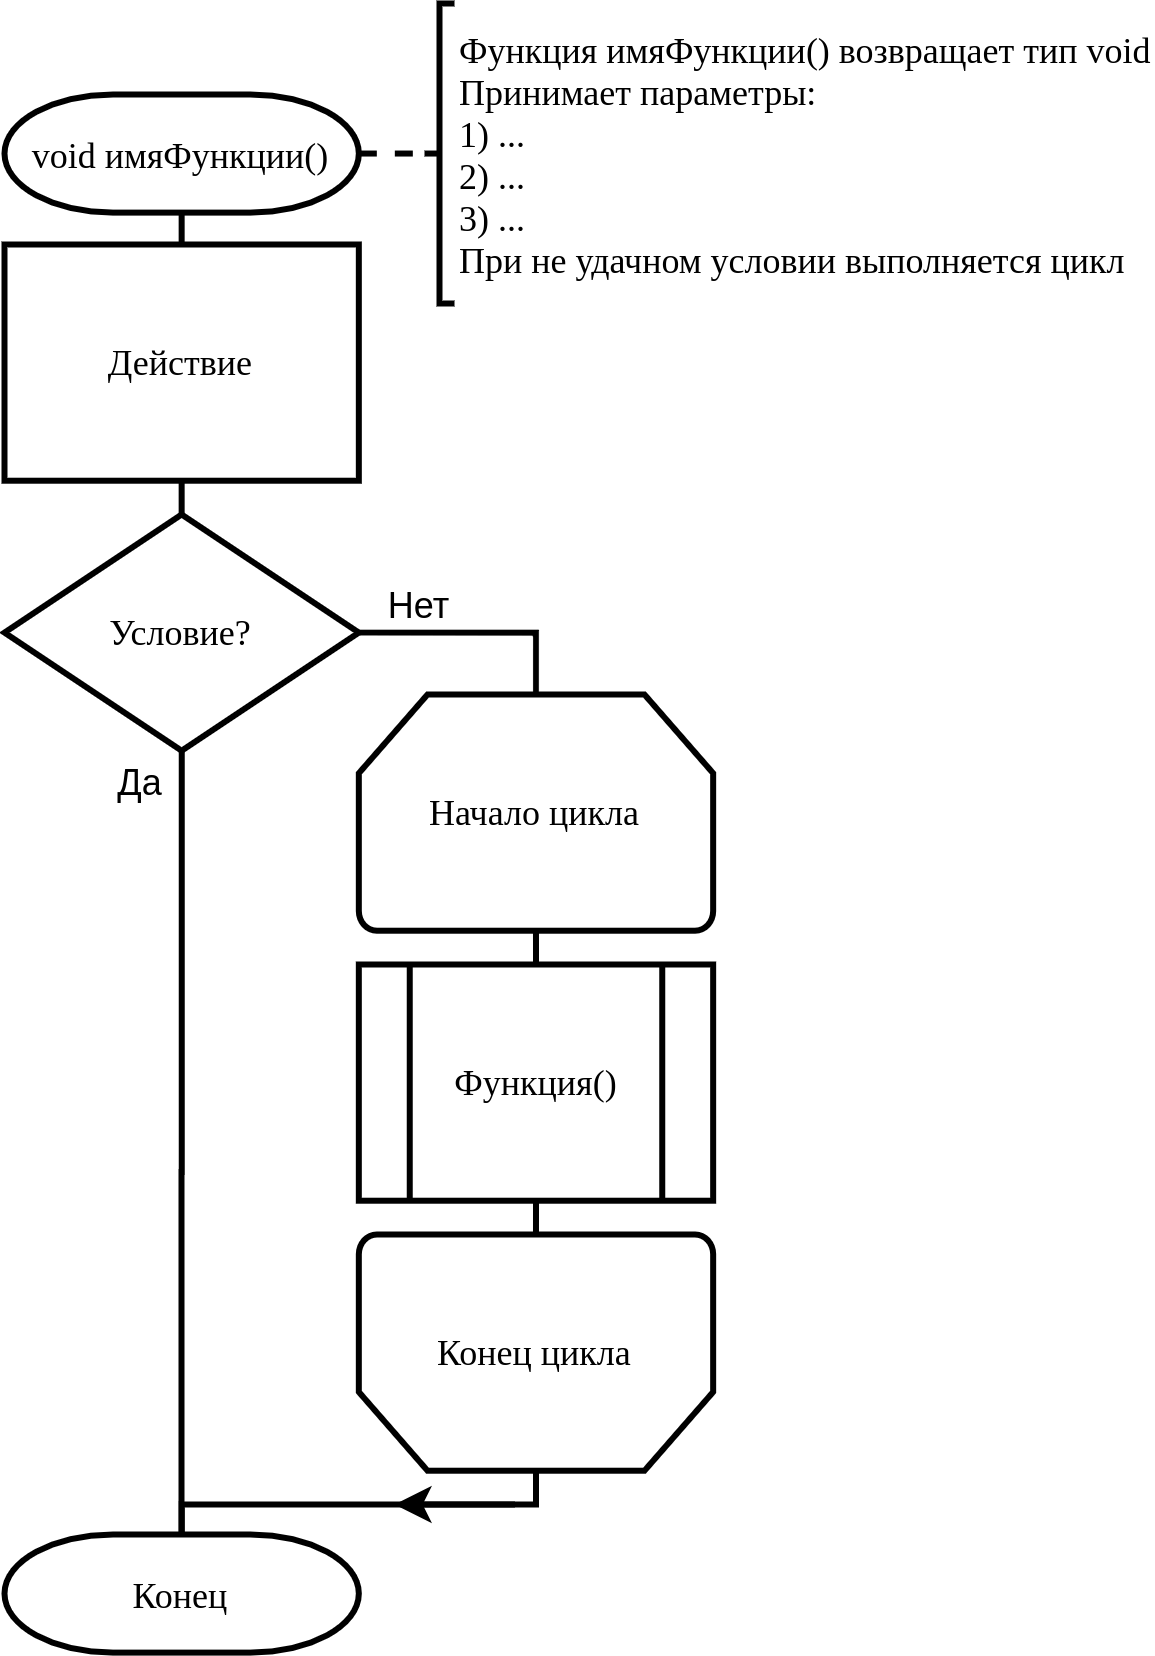 Функция имяФункции() возвращает тип void
Принимает параметры:
1) ...
2) ...
3) ...
При не удачном условии выполняется цикл
void имяФункции()
Действие
Условие?
Нет
Да
Начало цикла
Функция()
Конец цикла
Конец